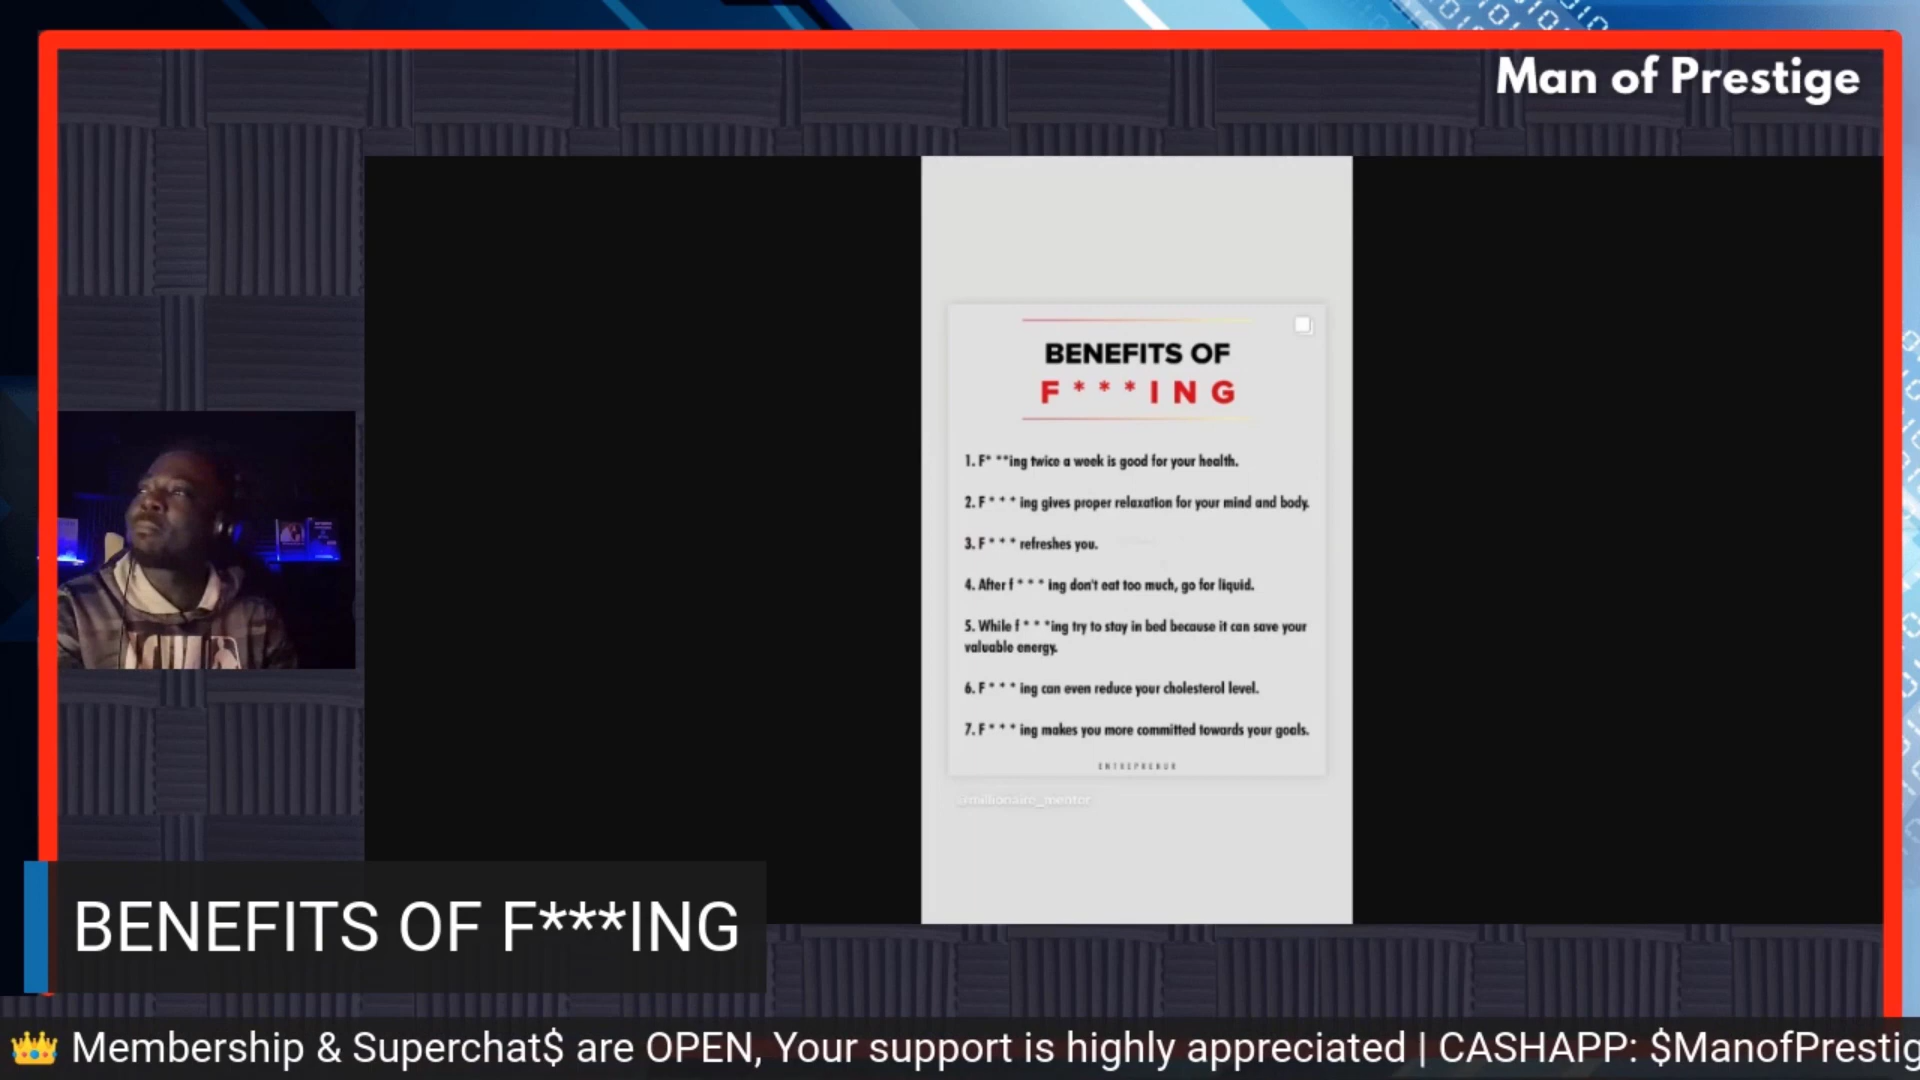 Man of Prestige
BENEFITS OF
F***ING
1. F* **ing twice a week is good for your health.
2. F * * * ing gives proper relaxation for your mind and body.
3. F * * * refreshes you.
4. After f * * * ing don't eat too much, go for liquid.
5. While f * * *ing try to stay in bed because it can save your
valuable energy.
6. F * * * ing can even reduce your cholesterol level.
7. F * * * ing makes you more committed towards your goals.
ENTREPRENUR
@millionaire_mentor
BENEFITS OF F***ING
👑 Membership & Superchat$ are OPEN, Your support is highly appreciated | CASHAPP: $ManofPrestig